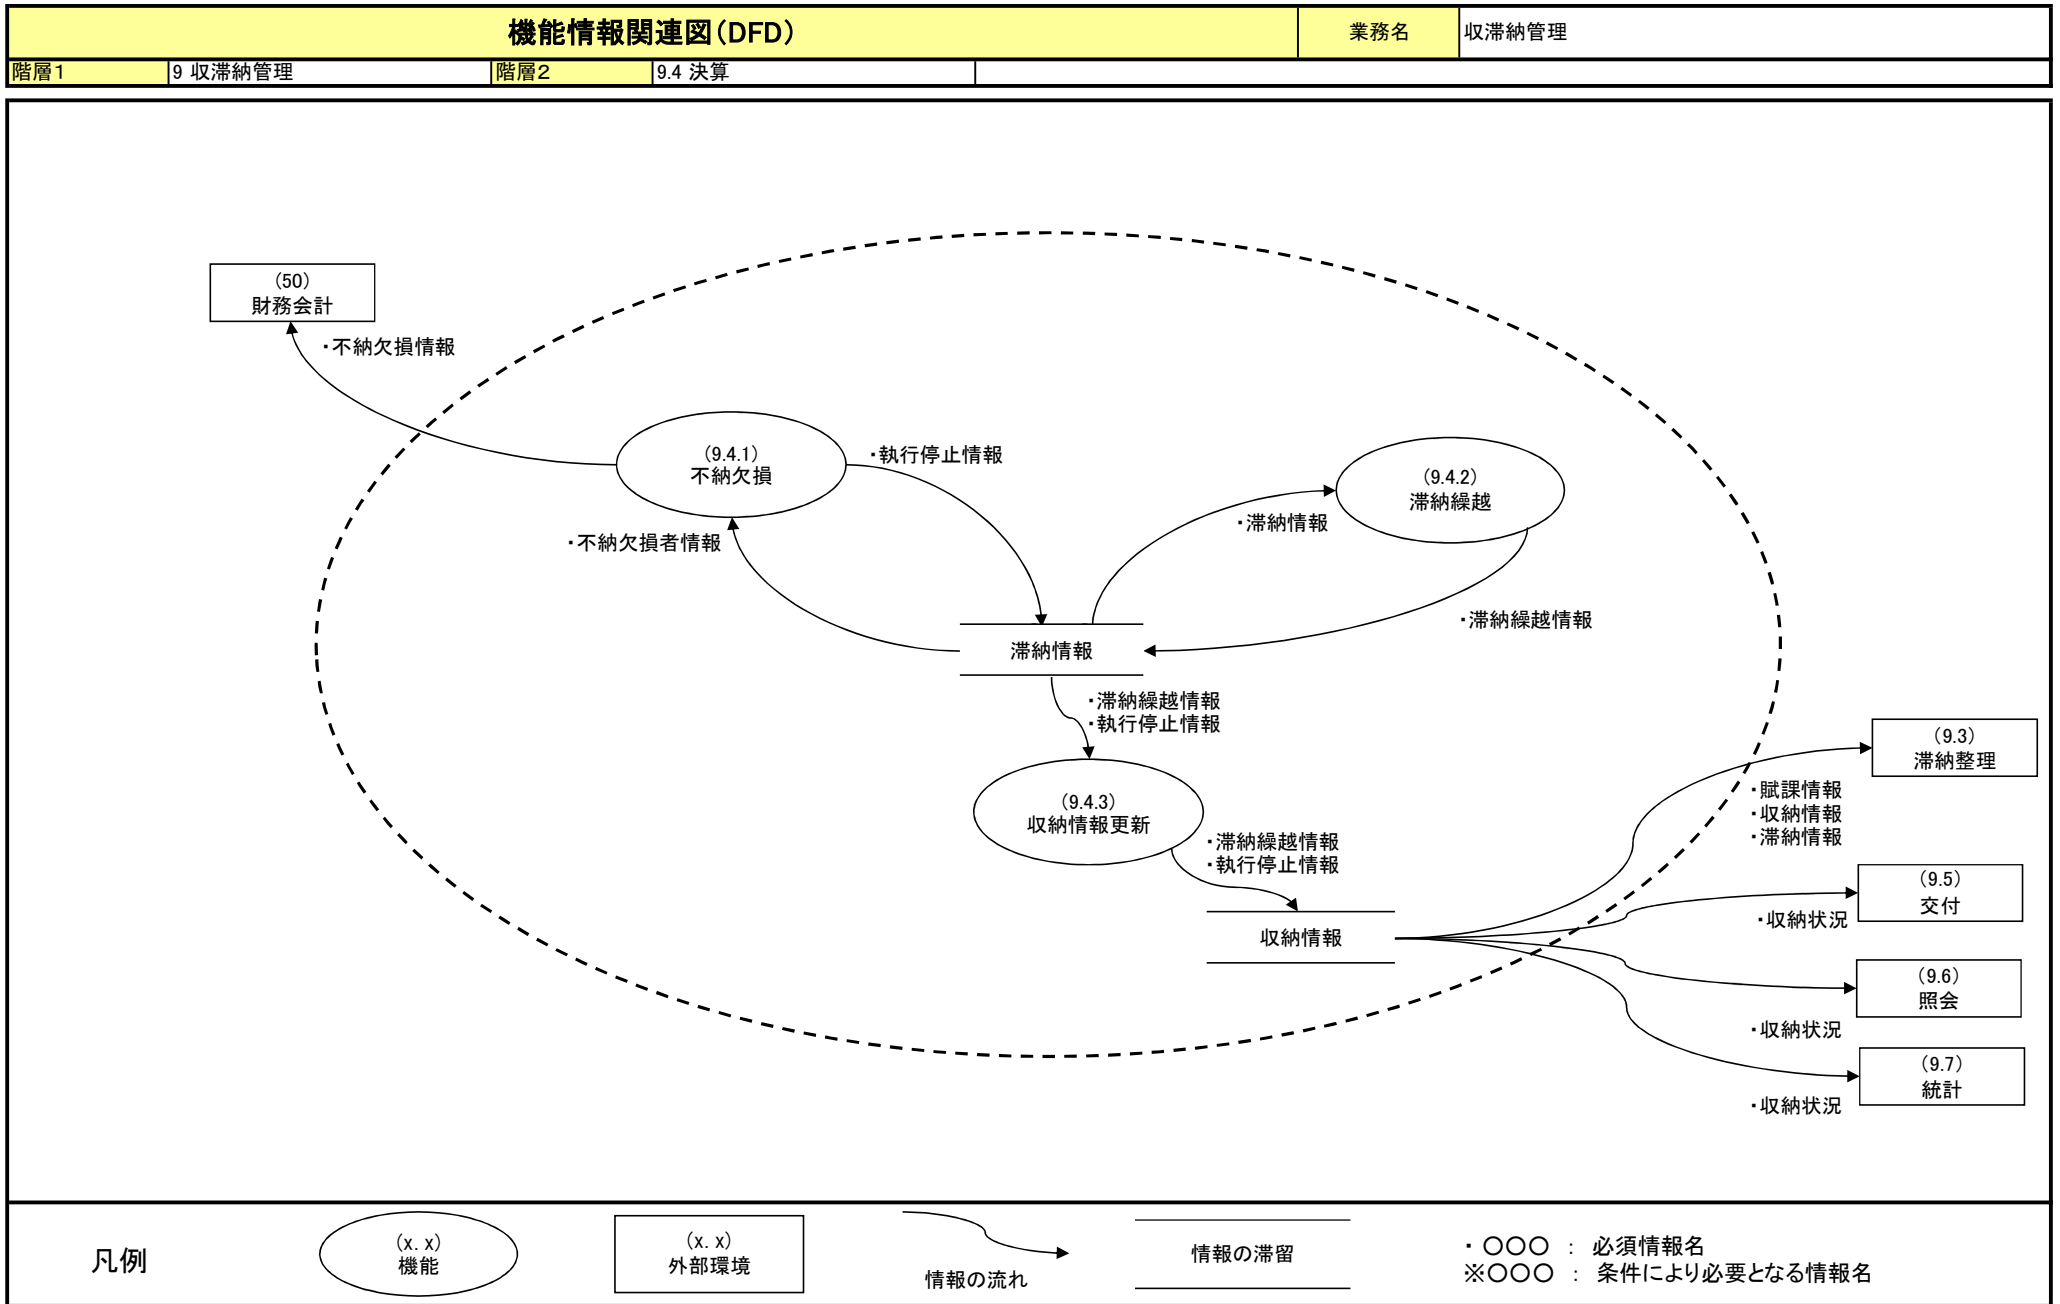 機能情報関連図(DFD)
業務名
収滞納管理
階層1
9 収滞納管理
階層2
9.4 決算
(50)
財務会計
・不納欠損情報
(9.4.1)
不納欠損
・執行停止情報
(9.4.2)
滞納繰越
・滞納情報
・不納欠損者情報
・滞納繰越情報
滞納情報
・滞納繰越情報
・執行停止情報
(9.3)
滞納整理
(9.4.3)
収納情報更新
・賦課情報
・収納情報
・滞納情報
・滞納繰越情報
・執行停止情報
(9.5)
交付
・収納状況
収納情報
(9.6)
照会
・収納状況
(9.7)
統計
・収納状況
凡例
(x.x)
機能
(x.x)
外部環境
情報の流れ
情報の滞留
・ ○○○ : 必須情報名
※○○○ : 条件により必要となる情報名